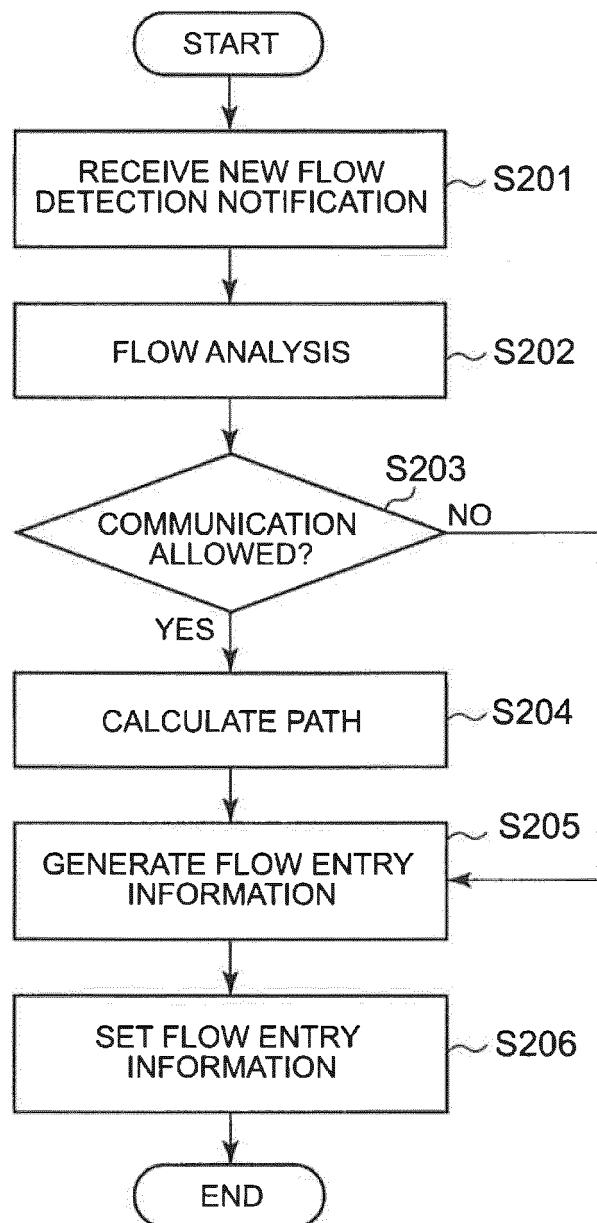 START
RECEIVE NEW FLOW
DETECTION NOTIFICATION
S201
FLOW ANALYSIS
S202
S203
COMMUNICATION
ALLOWED?
NO
YES
CALCULATE PATH
S204
GENERATE FLOW ENTRY
INFORMATION
S205
SET FLOW ENTRY
INFORMATION
S206
END